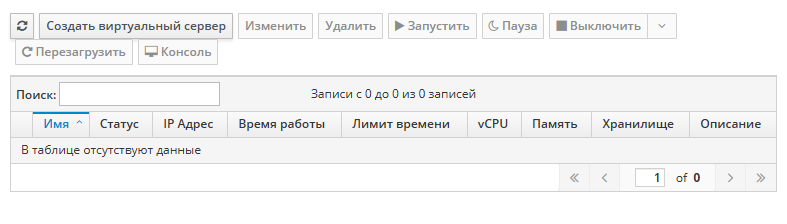 Создать виртуальный сервер Изменить Удалить Запустить Пауза Выключить
Перезагрузить Консоль
Поиск: Записи с 0 до 0 из 0 записей
Имя Статус IP Адрес Время работы Лимит времени vCPU Память Хранилище Описание
В таблице отсутствуют данные
1 of 0